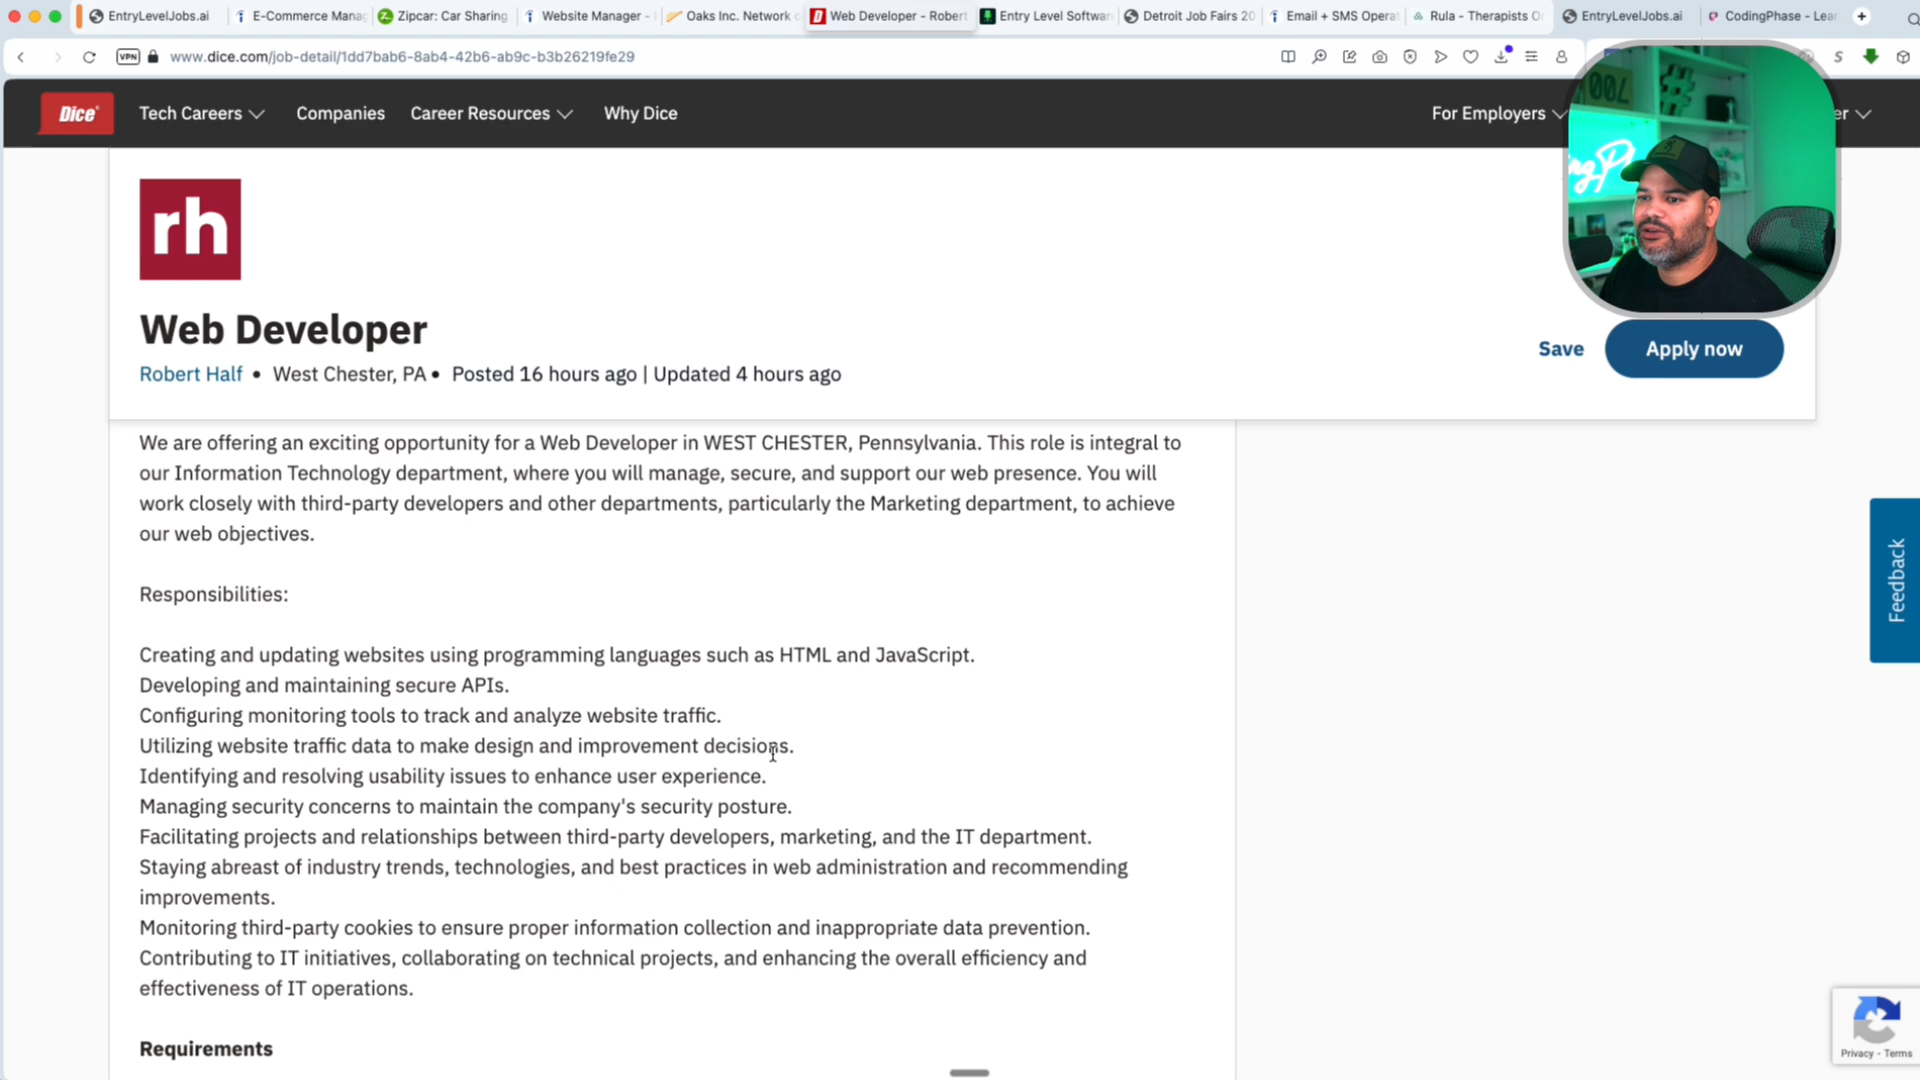 EntryLevelJobs.ai
E-Commerce Mana
Zipcar: Car Sharing
Website Manager -
Oaks Inc. Network
Web Developer - Robert
Entry Level Software
Detroit Job Fairs 20
Email + SMS Opera
Rula - Therapists O
EntryLevelJobs.ai
CodingPhase - Lea
VPN
www.dice.com/job-detail/1dd7bab6-8ab4-42b6-ab9c-b3b26219fe29
Dice
Tech Careers
Companies
Career Resources
Why Dice
For Employers
er
rh
Web Developer
Robert Half • West Chester, PA • Posted 16 hours ago | Updated 4 hours ago
Save
Apply now
We are offering an exciting opportunity for a Web Developer in WEST CHESTER, Pennsylvania. This role is integral to
our Information Technology department, where you will manage, secure, and support our web presence. You will
work closely with third-party developers and other departments, particularly the Marketing department, to achieve
our web objectives.
Responsibilities:
Creating and updating websites using programming languages such as HTML and JavaScript.
Developing and maintaining secure APIs.
Configuring monitoring tools to track and analyze website traffic.
Utilizing website traffic data to make design and improvement decisions.
Identifying and resolving usability issues to enhance user experience.
Managing security concerns to maintain the company's security posture.
Facilitating projects and relationships between third-party developers, marketing, and the IT department.
Staying abreast of industry trends, technologies, and best practices in web administration and recommending
improvements.
Monitoring third-party cookies to ensure proper information collection and inappropriate data prevention.
Contributing to IT initiatives, collaborating on technical projects, and enhancing the overall efficiency and
effectiveness of IT operations.
Requirements
Feedback
Privacy - Terms